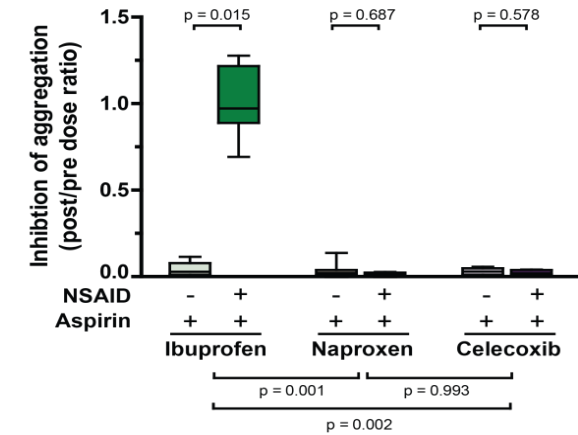 p = 0.015 p = 0.687 p = 0.578
Inhibtion of aggregation
(post/pre dose ratio)
1.5
1.0
0.5
0.0
NSAID - + - + - +
Aspirin + + + + + +
Ibuprofen Naproxen Celecoxib
p = 0.001 p = 0.993
p = 0.002